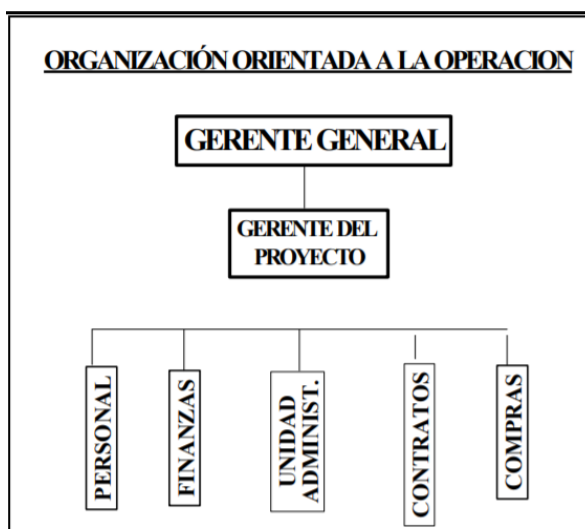 ORGANIZACIÓN ORIENTADA A LA OPERACION
GERENTE GENERAL
GERENTE DEL
PROYECTO
PERSONAL
FINANZAS
UNIDAD
ADMINIST.
CONTRATOS
COMPRAS